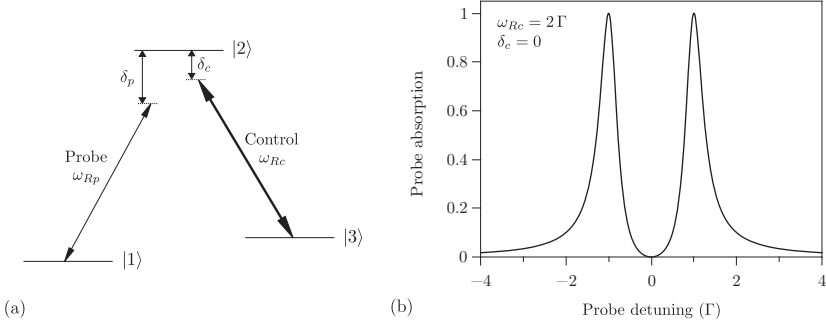 |2⟩
δp
δc
Probe
ωRp
Control
ωRc
|3⟩
|1⟩
(a)
ωRc = 2Γ
δc = 0
Probe absorption
1
0.8
0.6
0.4
0.2
0
−4
−2
0
2
4
Probe detuning (Γ)
(b)